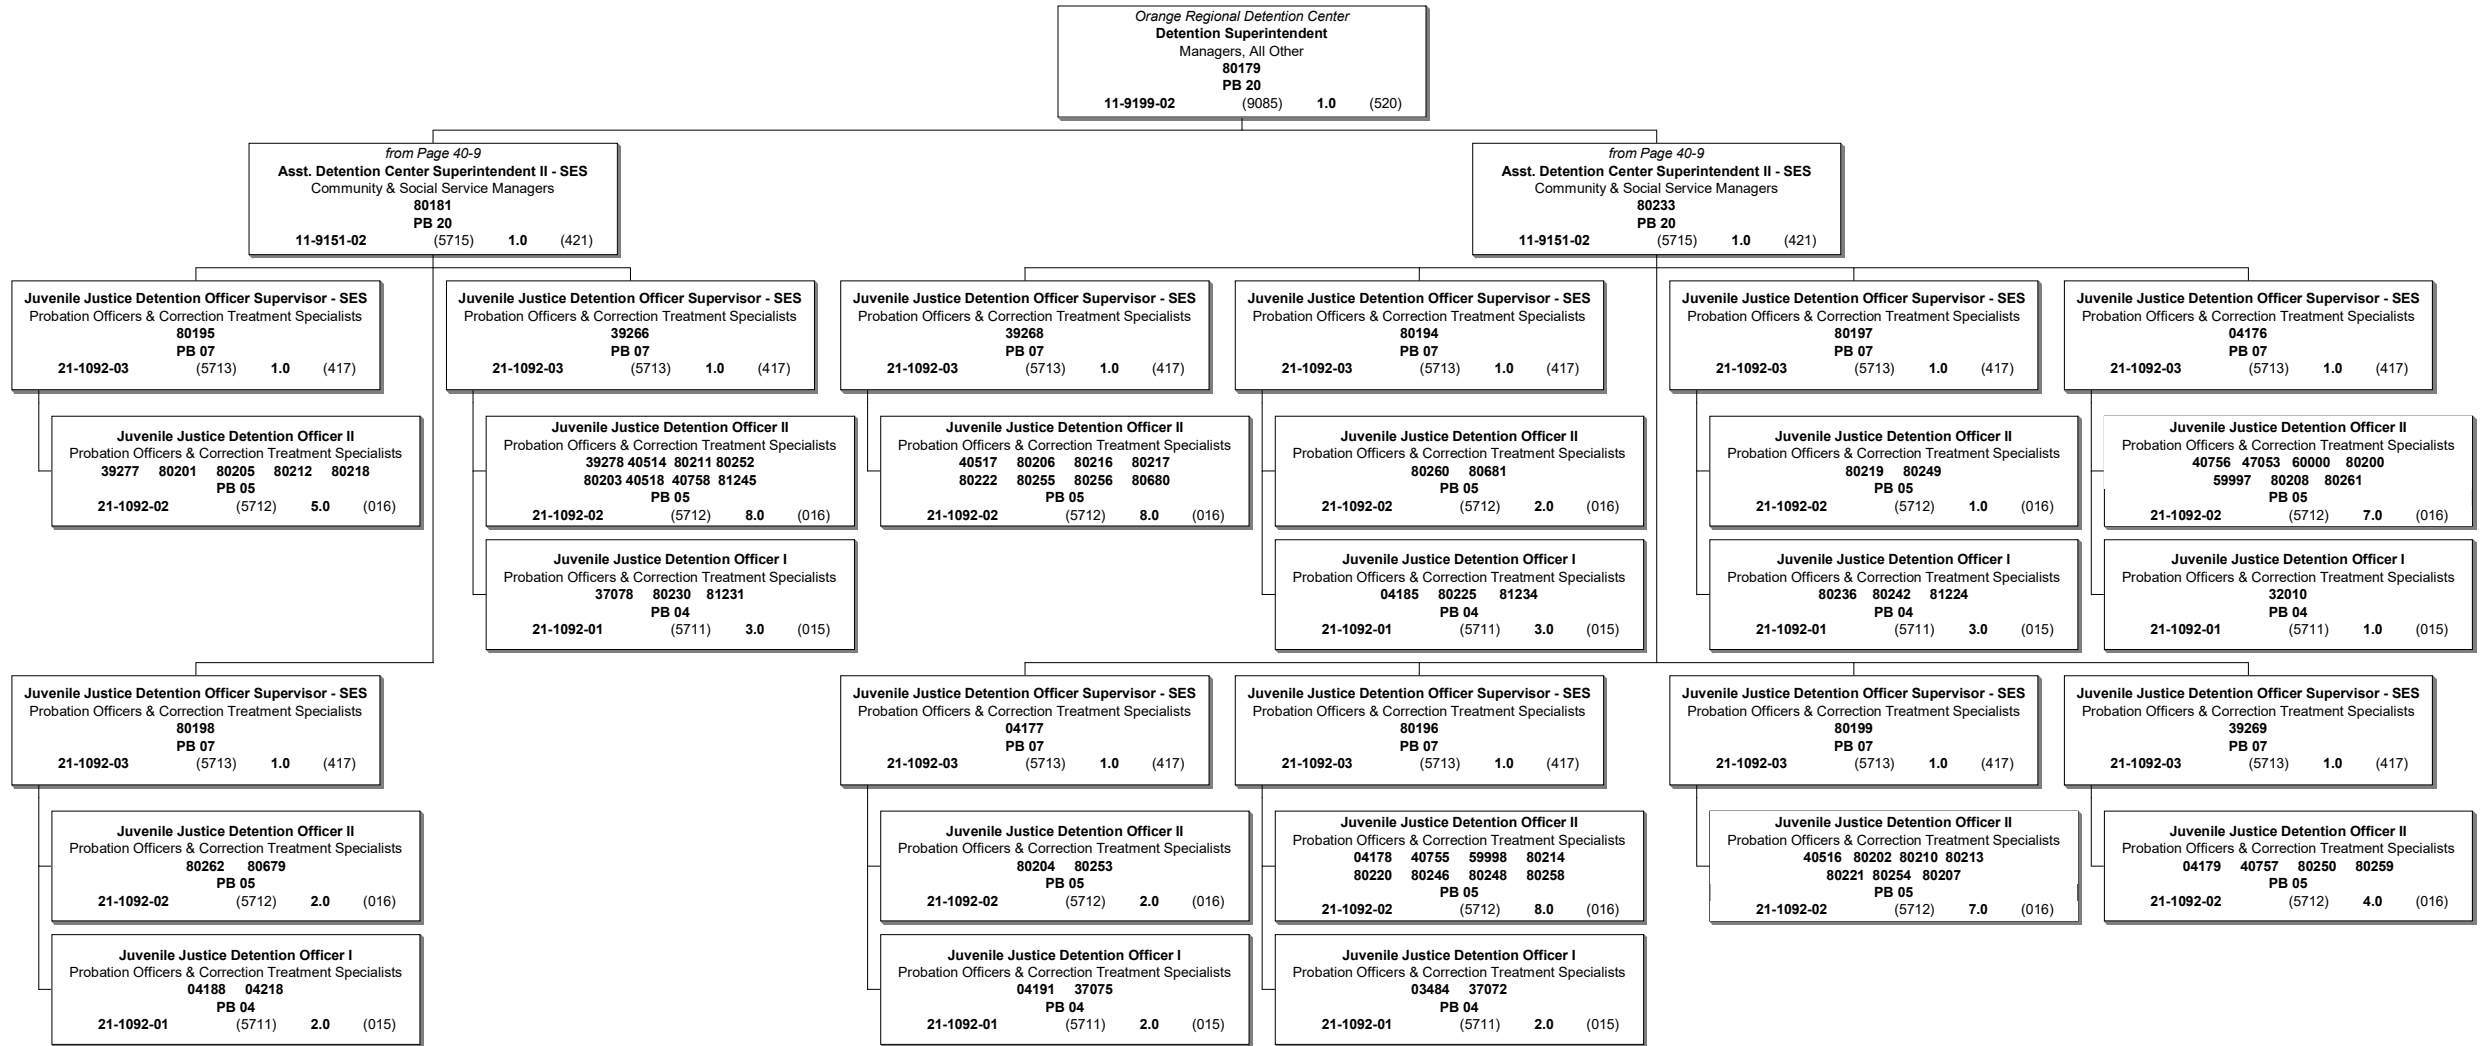 Orange Regional Detention Center
Detention Superintendent
Managers, All Other
80179
PB 20
11-9199-02 (9085) 1.0 (520)
from Page 40-9
Asst. Detention Center Superintendent II - SES
Community & Social Service Managers
80181
PB 20
11-9151-02 (5715) 1.0 (421)
from Page 40-9
Asst. Detention Center Superintendent II - SES
Community & Social Service Managers
80233
PB 20
11-9151-02 (5715) 1.0 (421)
Juvenile Justice Detention Officer Supervisor - SES
Probation Officers & Correction Treatment Specialists
80195
PB 07
21-1092-03 (5713) 1.0 (417)
Juvenile Justice Detention Officer II
Probation Officers & Correction Treatment Specialists
39277 80201 80205 80212 80218
PB 05
21-1092-02 (5712) 5.0 (016)
Juvenile Justice Detention Officer Supervisor - SES
Probation Officers & Correction Treatment Specialists
39266
PB 07
21-1092-03 (5713) 1.0 (417)
Juvenile Justice Detention Officer II
Probation Officers & Correction Treatment Specialists
39278 40514 80211 80252
80203 40518 40758 81245
PB 05
21-1092-02 (5712) 8.0 (016)
Juvenile Justice Detention Officer I
Probation Officers & Correction Treatment Specialists
37078 80230 81231
PB 04
21-1092-01 (5711) 3.0 (015)
Juvenile Justice Detention Officer Supervisor - SES
Probation Officers & Correction Treatment Specialists
39268
PB 07
21-1092-03 (5713) 1.0 (417)
Juvenile Justice Detention Officer II
Probation Officers & Correction Treatment Specialists
40517 80206 80216 80217
80222 80255 80256 80680
PB 05
21-1092-02 (5712) 8.0 (016)
Juvenile Justice Detention Officer Supervisor - SES
Probation Officers & Correction Treatment Specialists
80194
PB 07
21-1092-03 (5713) 1.0 (417)
Juvenile Justice Detention Officer II
Probation Officers & Correction Treatment Specialists
80260 80681
PB 05
21-1092-02 (5712) 2.0 (016)
Juvenile Justice Detention Officer I
Probation Officers & Correction Treatment Specialists
04185 80225 81234
PB 04
21-1092-01 (5711) 3.0 (015)
Juvenile Justice Detention Officer Supervisor - SES
Probation Officers & Correction Treatment Specialists
80197
PB 07
21-1092-03 (5713) 1.0 (417)
Juvenile Justice Detention Officer II
Probation Officers & Correction Treatment Specialists
80219 80249
PB 05
21-1092-02 (5712) 1.0 (016)
Juvenile Justice Detention Officer I
Probation Officers & Correction Treatment Specialists
80236 80242 81224
PB 04
21-1092-01 (5711) 3.0 (015)
Juvenile Justice Detention Officer Supervisor - SES
Probation Officers & Correction Treatment Specialists
04176
PB 07
21-1092-03 (5713) 1.0 (417)
Juvenile Justice Detention Officer II
Probation Officers & Correction Treatment Specialists
40756 47053 60000 80200
59997 80208 80261
PB 05
21-1092-02 (5712) 7.0 (016)
Juvenile Justice Detention Officer I
Probation Officers & Correction Treatment Specialists
32010
PB 04
21-1092-01 (5711) 1.0 (015)
Juvenile Justice Detention Officer Supervisor - SES
Probation Officers & Correction Treatment Specialists
80198
PB 07
21-1092-03 (5713) 1.0 (417)
Juvenile Justice Detention Officer II
Probation Officers & Correction Treatment Specialists
80262 80679
PB 05
21-1092-02 (5712) 2.0 (016)
Juvenile Justice Detention Officer I
Probation Officers & Correction Treatment Specialists
04188 04218
PB 04
21-1092-01 (5711) 2.0 (015)
Juvenile Justice Detention Officer Supervisor - SES
Probation Officers & Correction Treatment Specialists
04177
PB 07
21-1092-03 (5713) 1.0 (417)
Juvenile Justice Detention Officer II
Probation Officers & Correction Treatment Specialists
80204 80253
PB 05
21-1092-02 (5712) 2.0 (016)
Juvenile Justice Detention Officer I
Probation Officers & Correction Treatment Specialists
04191 37075
PB 04
21-1092-01 (5711) 2.0 (015)
Juvenile Justice Detention Officer Supervisor - SES
Probation Officers & Correction Treatment Specialists
80196
PB 07
21-1092-03 (5713) 1.0 (417)
Juvenile Justice Detention Officer II
Probation Officers & Correction Treatment Specialists
04178 40755 59998 80214
80220 80246 80248 80258
PB 05
21-1092-02 (5712) 8.0 (016)
Juvenile Justice Detention Officer I
Probation Officers & Correction Treatment Specialists
03484 37072
PB 04
21-1092-01 (5711) 2.0 (015)
Juvenile Justice Detention Officer Supervisor - SES
Probation Officers & Correction Treatment Specialists
80199
PB 07
21-1092-03 (5713) 1.0 (417)
Juvenile Justice Detention Officer II
Probation Officers & Correction Treatment Specialists
40516 80202 80210 80213
80221 80254 80207
PB 05
21-1092-02 (5712) 7.0 (016)
Juvenile Justice Detention Officer Supervisor - SES
Probation Officers & Correction Treatment Specialists
39269
PB 07
21-1092-03 (5713) 1.0 (417)
Juvenile Justice Detention Officer II
Probation Officers & Correction Treatment Specialists
04179 40757 80250 80259
PB 05
21-1092-02 (5712) 4.0 (016)